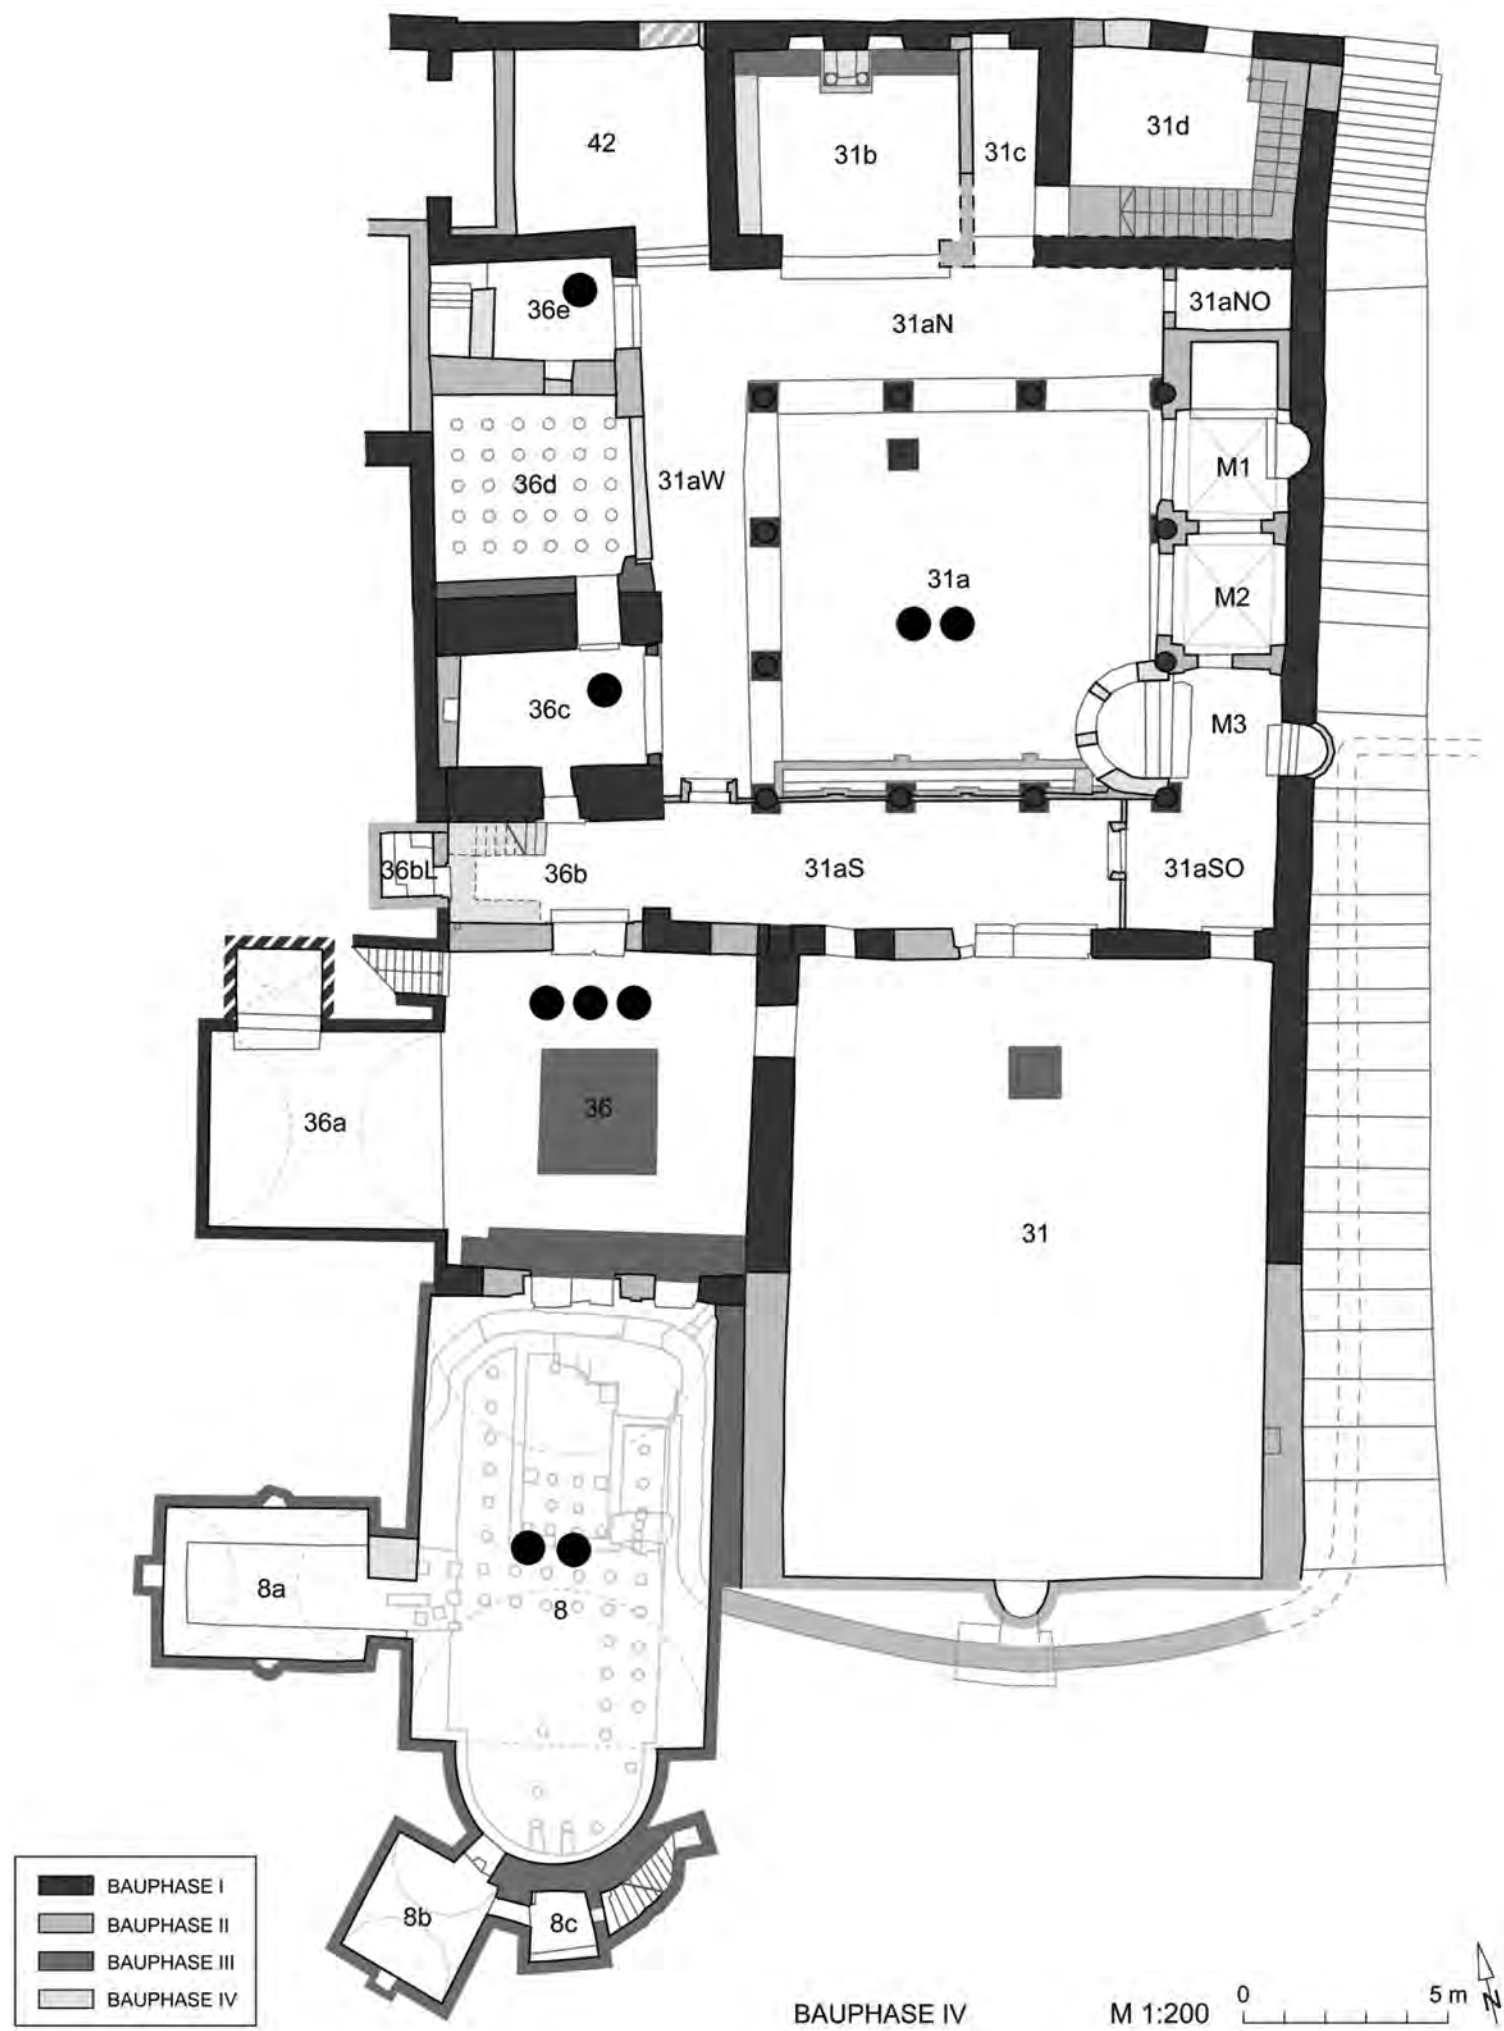 42
31b
31c
31d
36e
31aN
31aNO
36d
31aW
M1
31a
M2
36c
M3
36bL
36b
31aS
31aSO
36a
36
31
8a
8
8b
8c
BAUPHASE I
BAUPHASE II
BAUPHASE III
BAUPHASE IV
BAUPHASE IV
M 1:200
0
5 m
N